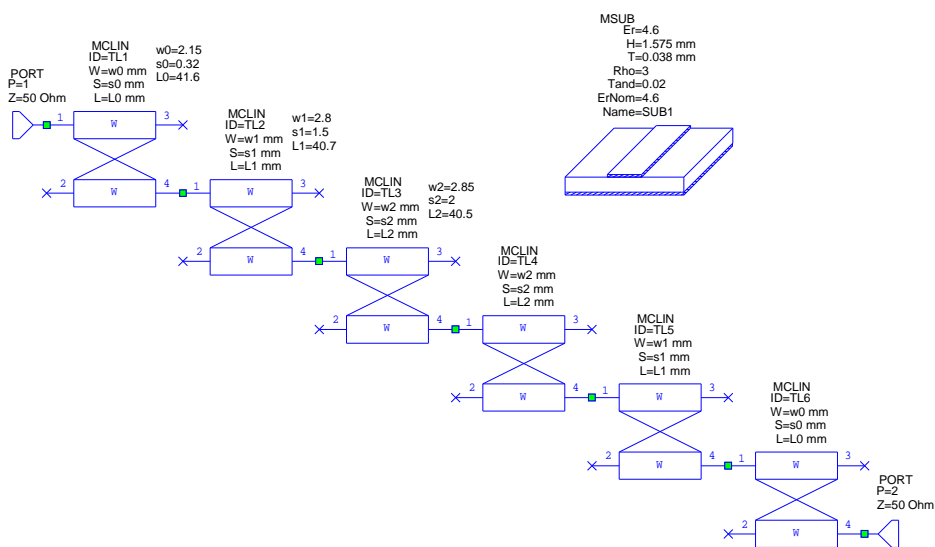 PORT
P=1
Z=50 Ohm
MCLIN
ID=TL1
W=w0 mm
S=s0 mm
L=L0 mm
w0=2.15
s0=0.32
L0=41.6
1
W
3
2
W
4
MCLIN
ID=TL2
W=w1 mm
S=s1 mm
L=L1 mm
w1=2.8
s1=1.5
L1=40.7
1
W
3
2
W
4
MCLIN
ID=TL3
W=w2 mm
S=s2 mm
L=L2 mm
w2=2.85
s2=2
L2=40.5
1
W
3
2
W
4
MCLIN
ID=TL4
W=w2 mm
S=s2 mm
L=L2 mm
1
W
3
2
W
4
MCLIN
ID=TL5
W=w1 mm
S=s1 mm
L=L1 mm
1
W
3
2
W
4
MCLIN
ID=TL6
W=w0 mm
S=s0 mm
L=L0 mm
1
W
3
2
W
4
PORT
P=2
Z=50 Ohm
MSUB
Er=4.6
H=1.575 mm
T=0.038 mm
Rho=3
Tand=0.02
ErNom=4.6
Name=SUB1